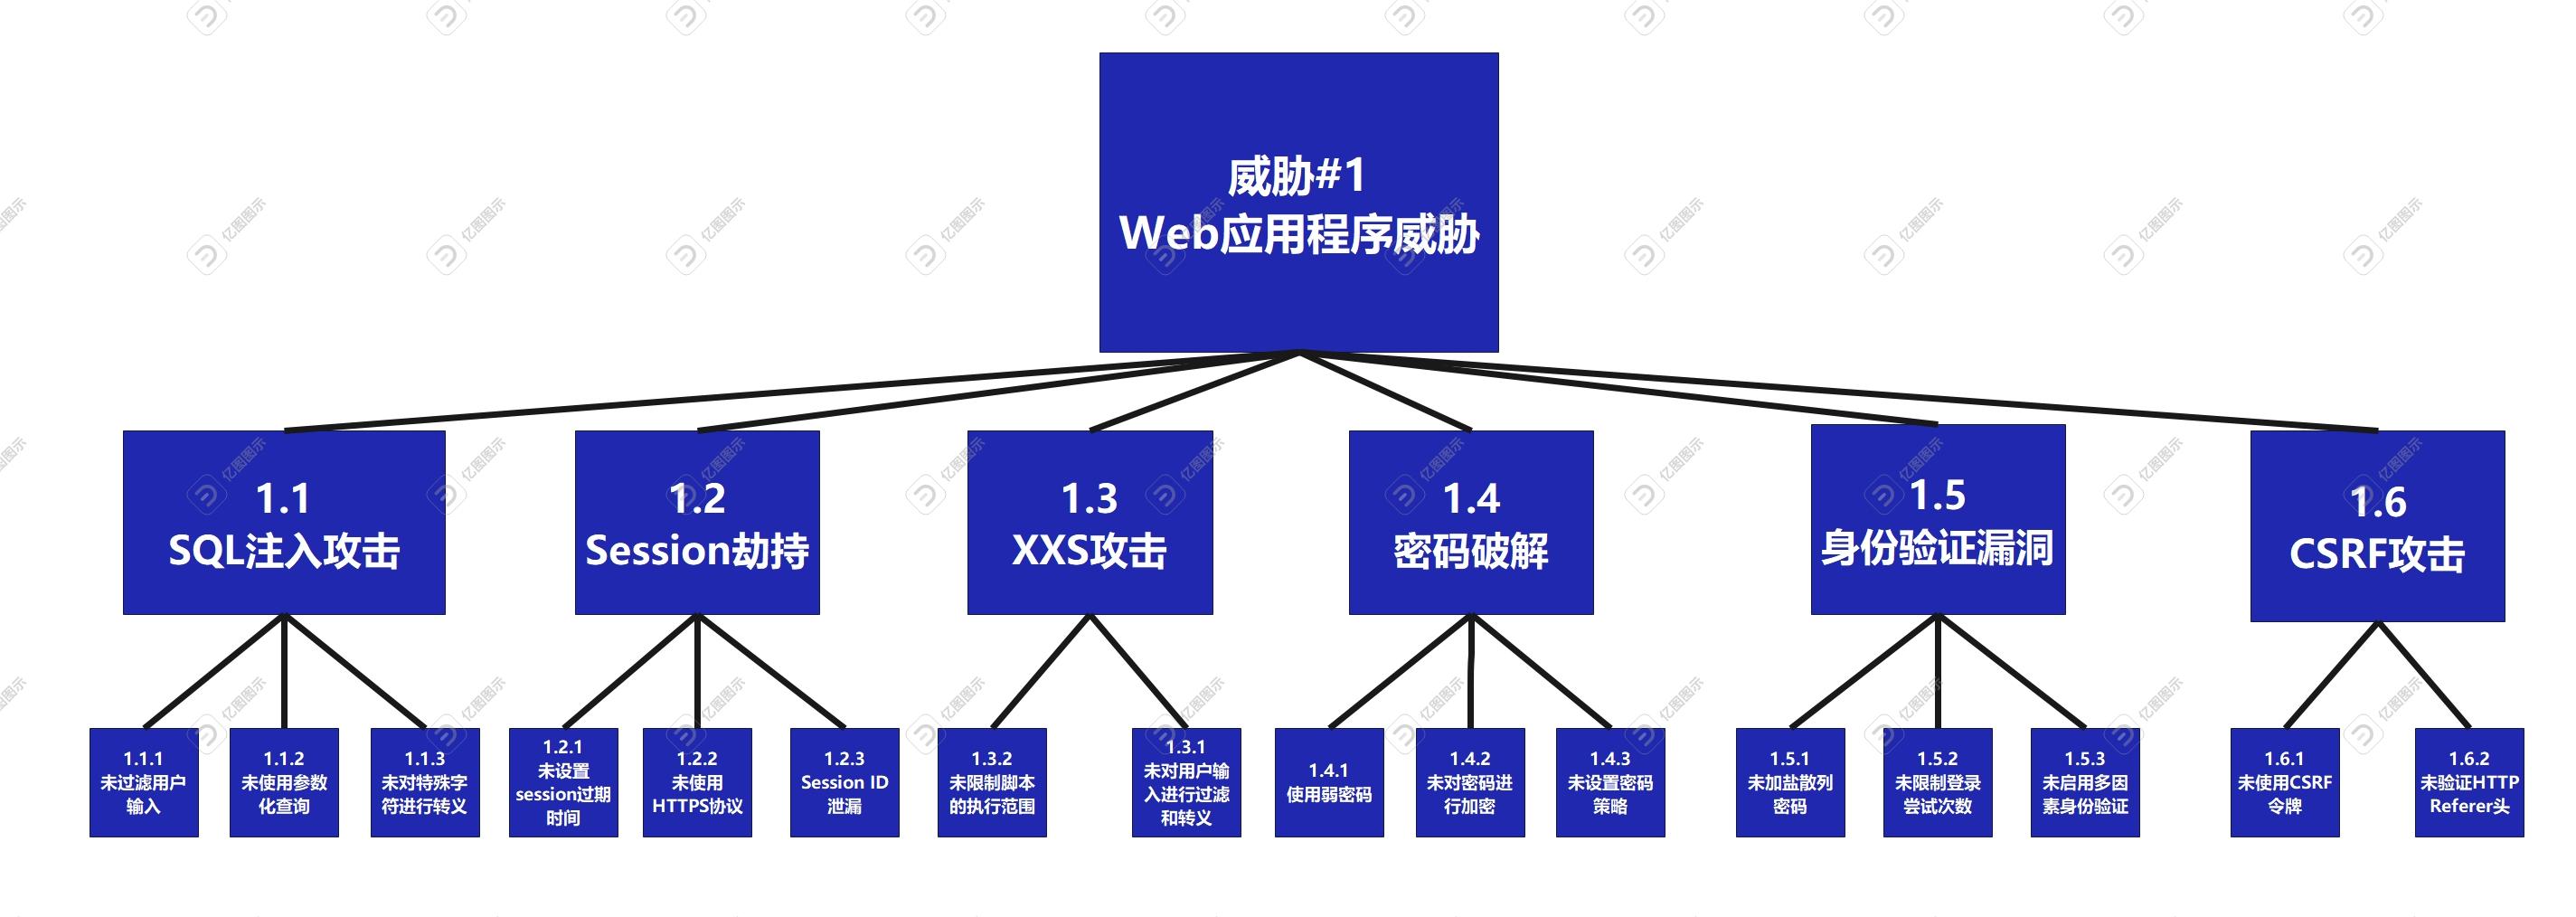 威胁#1
Web应用程序威胁
1.1
SQL注入攻击
1.2
Session劫持
1.3
XXS攻击
1.4
密码破解
1.5
身份验证漏洞
1.6
CSRF攻击
1.1.1
未过滤用户
输入
1.1.2
未使用参数
化查询
1.1.3
未对特殊字
符进行转义
1.2.1
未设置
session过期
时间
1.2.2
未使用
HTTPS协议
1.2.3
Session ID
泄漏
1.3.2
未限制脚本
的执行范围
1.3.1
未对用户输
入进行过滤
和转义
1.4.1
使用弱密码
1.4.2
未对密码进
行加密
1.4.3
未设置密码
策略
1.5.1
未加盐散列
密码
1.5.2
未限制登录
尝试次数
1.5.3
未启用多因
素身份验证
1.6.1
未使用CSRF
令牌
1.6.2
未验证HTTP
Referer头
亿图图示